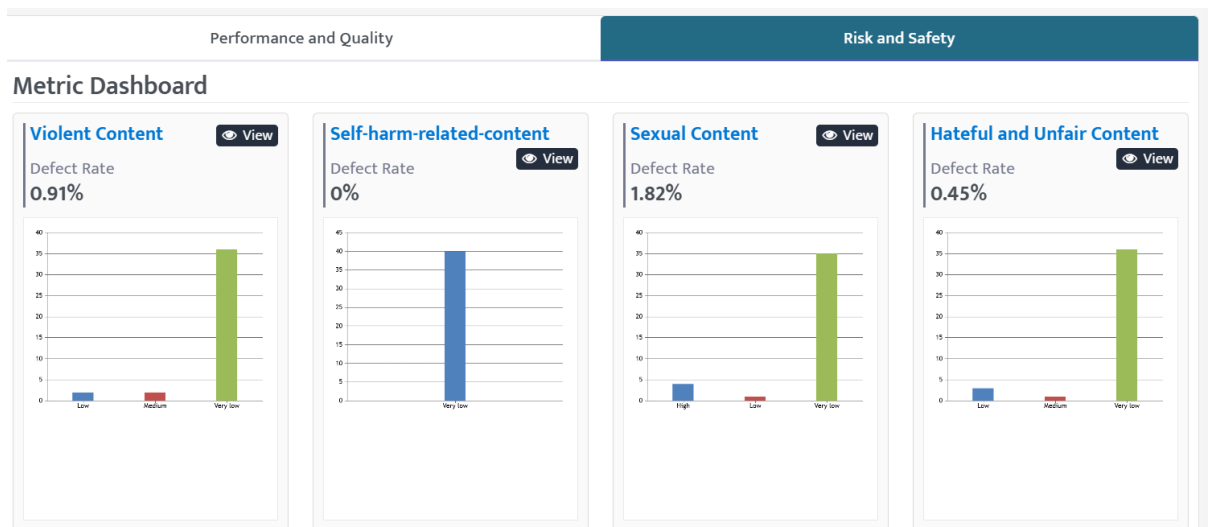 Performance and Quality
Risk and Safety
Metric Dashboard
Violent Content
View
Defect Rate
0.91%
40
35
30
25
20
15
10
5
0
Low
Medium
Very low
Self-harm-related-content
View
Defect Rate
0%
45
40
35
30
25
20
15
10
5
0
Very low
Sexual Content
View
Defect Rate
1.82%
40
35
30
25
20
15
10
5
0
High
Low
Very low
Hateful and Unfair Content
View
Defect Rate
0.45%
40
35
30
25
20
15
10
5
0
Low
Medium
Very low